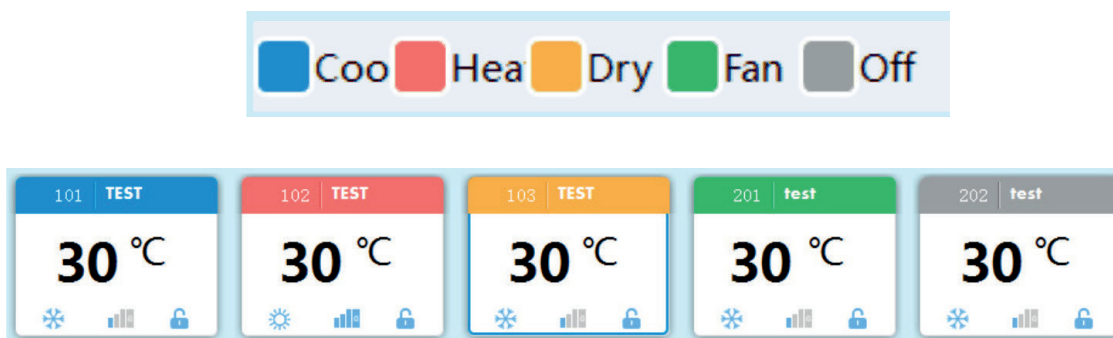 Coo Hea Dry Fan Off
101 TEST 102 TEST 103 TEST 201 test 202 test
30 ℃ 30 ℃ 30 ℃ 30 ℃ 30 ℃